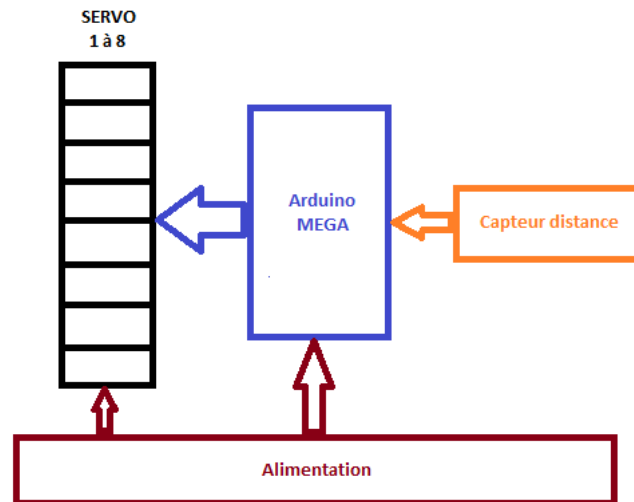 SERVO
1 à 8
Arduino
MEGA
Capteur distance
Alimentation